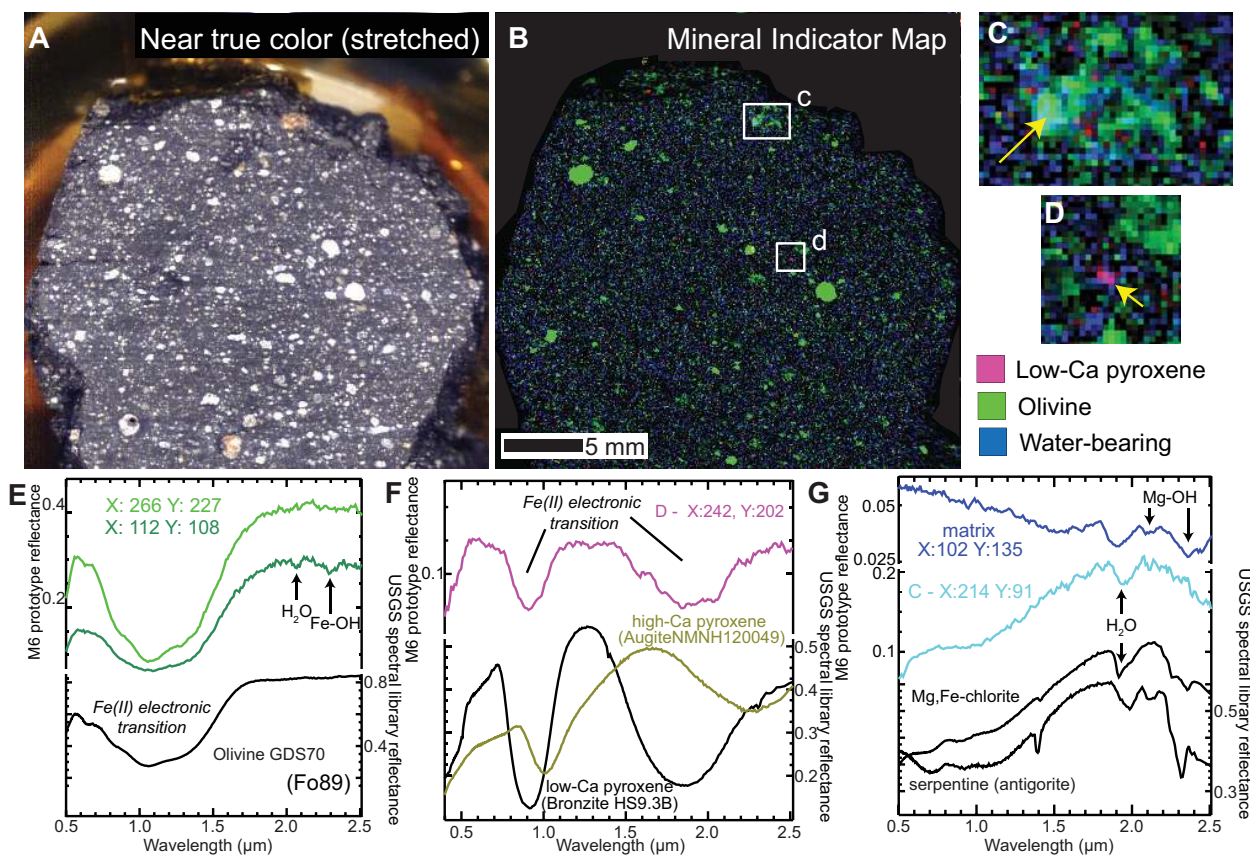 A
Near true color (stretched)
B
Mineral Indicator Map
c
d
5 mm
C
D
Low-Ca pyroxene
Olivine
Water-bearing
E
X: 266 Y: 227
X: 112 Y: 108
H2O
Fe-OH
Fe(II) electronic
transition
Olivine GDS70
(Fo89)
M6 prototype reflectance
0.4
0.2
USGS spectral library reflectance
0.8
0.4
0.5 1.0 1.5 2.0 2.5
Wavelength (µm)
F
Fe(II) electronic
transition
D - X:242, Y:202
high-Ca pyroxene
(AugiteNMNH120049)
low-Ca pyroxene
(Bronzite HS9.3B)
M6 prototype reflectance
0.1
USGS spectral library reflectance
0.5
0.4
0.3
0.2
1.0 1.5 2.0 2.5
Wavelength (µm)
G
Mg-OH
matrix
X:102 Y:135
C - X:214 Y:91
H2O
Mg,Fe-chlorite
serpentine (antigorite)
M6 prototype reflectance
0.05
0.025
0.2
0.1
USGS spectral library reflectance
0.5
0.3
0.5 1.0 1.5 2.0 2.5
Wavelength (µm)